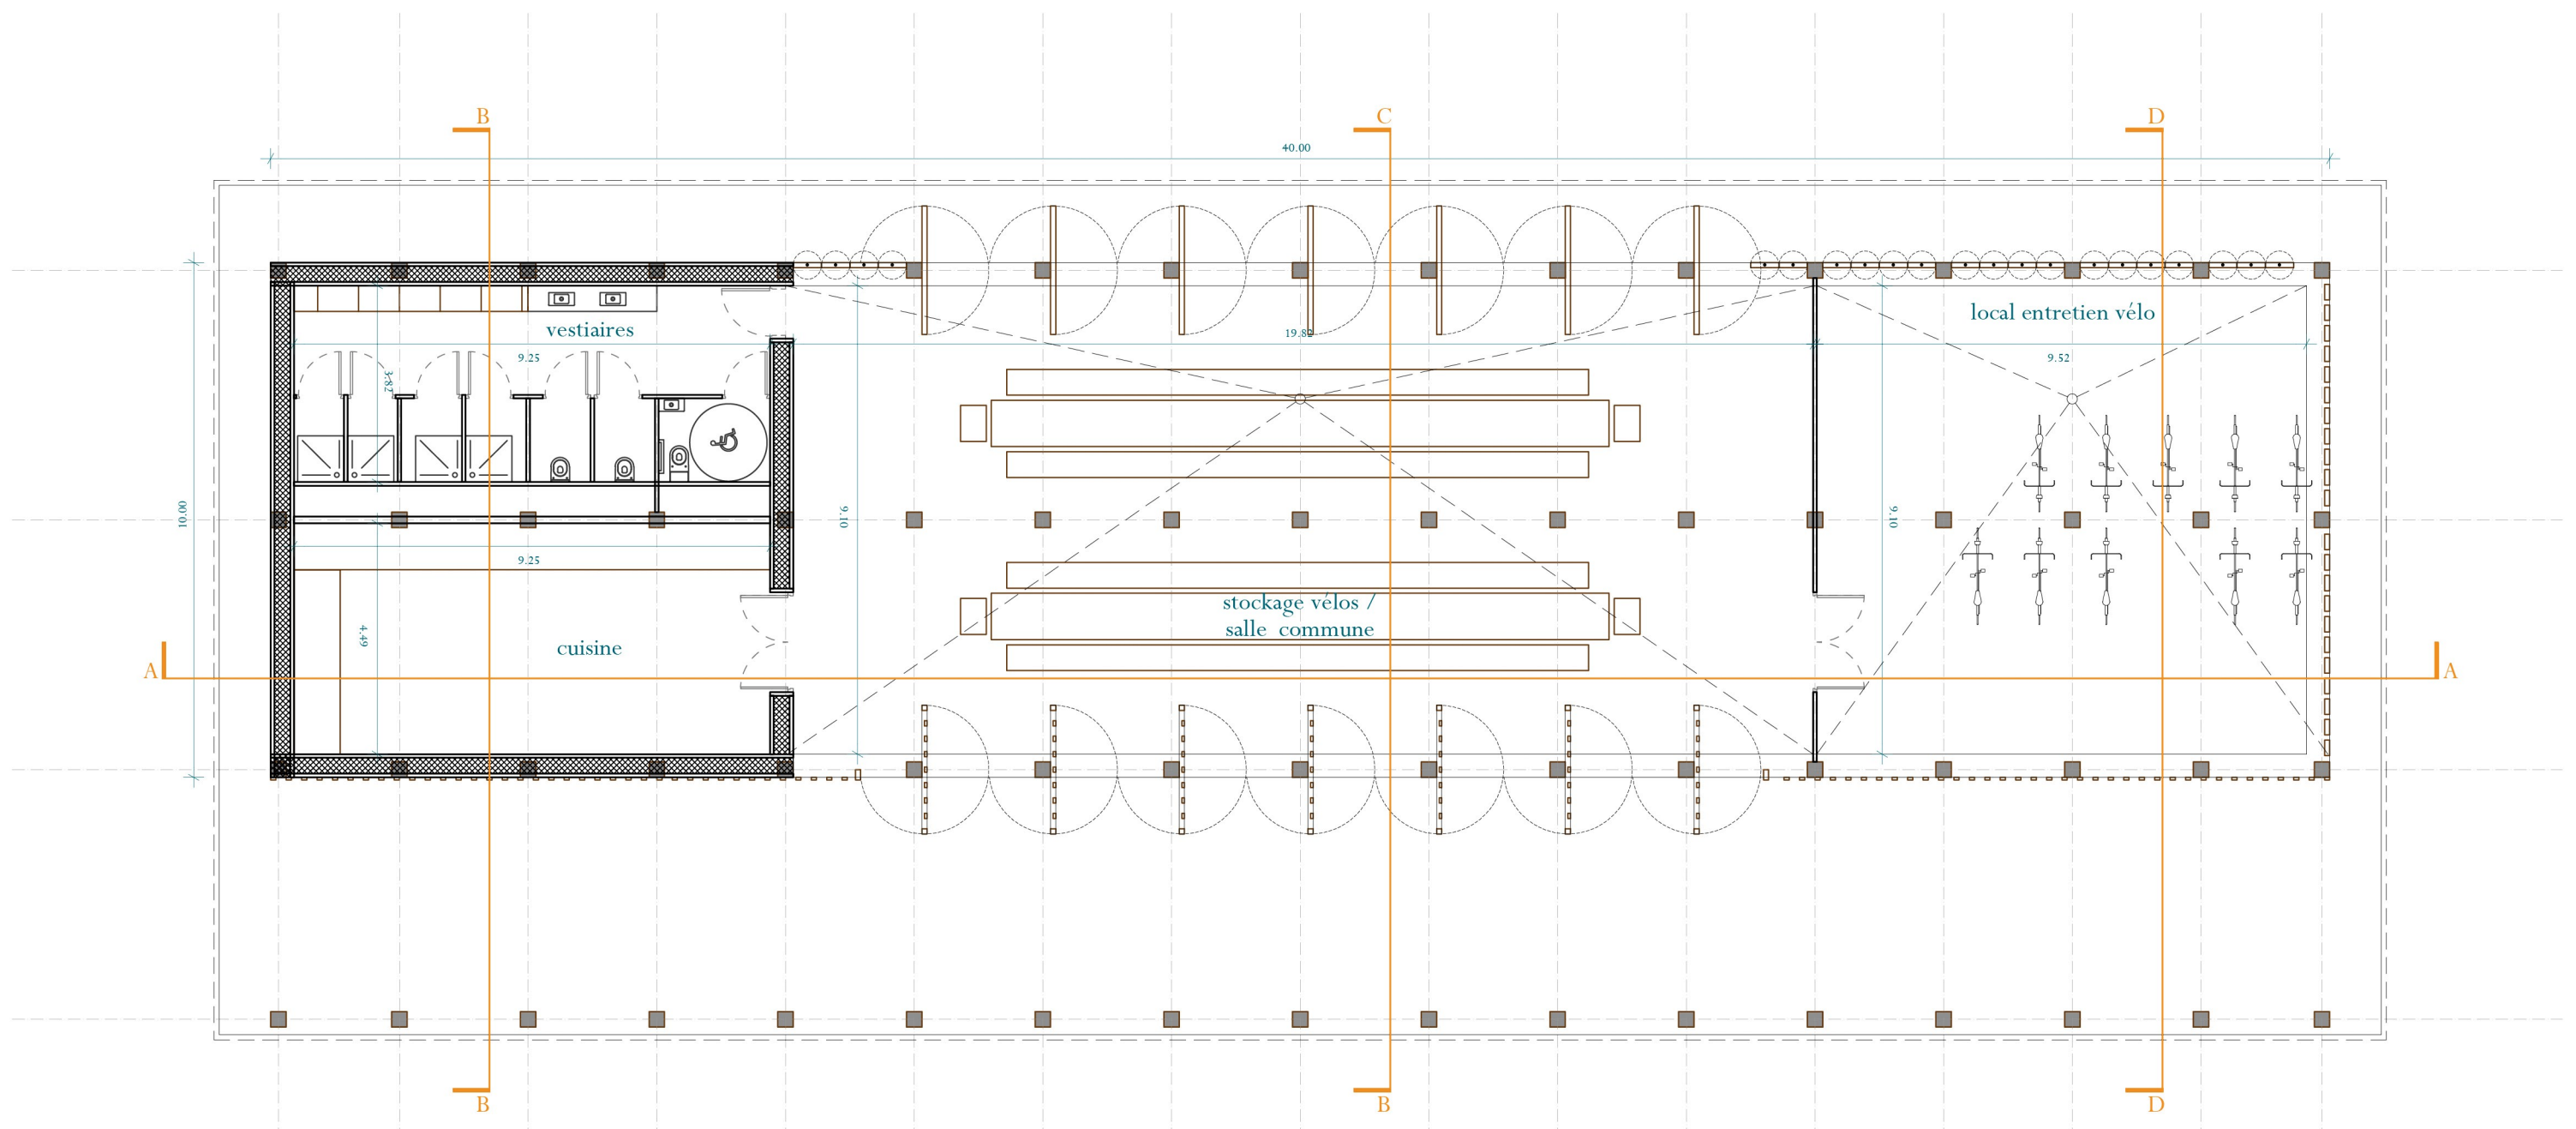 B
C
D
40.00
vestiaires
local entretien vélo
19.82
9.25
9.52
3.82
10.00
9.10
9.10
9.25
stockage vélos /
salle commune
4.49
cuisine
A
A
B
B
D